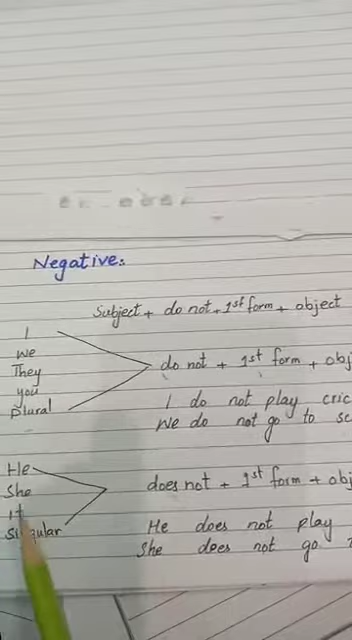 Negative:
Subject + do not + 1st form + object
I
We
They
you
plural
do not + 1st form + obj
I do not play cric
We do not go to sc
He
She
It
Singular
does not + 1st form + obj
He does not play
She does not go